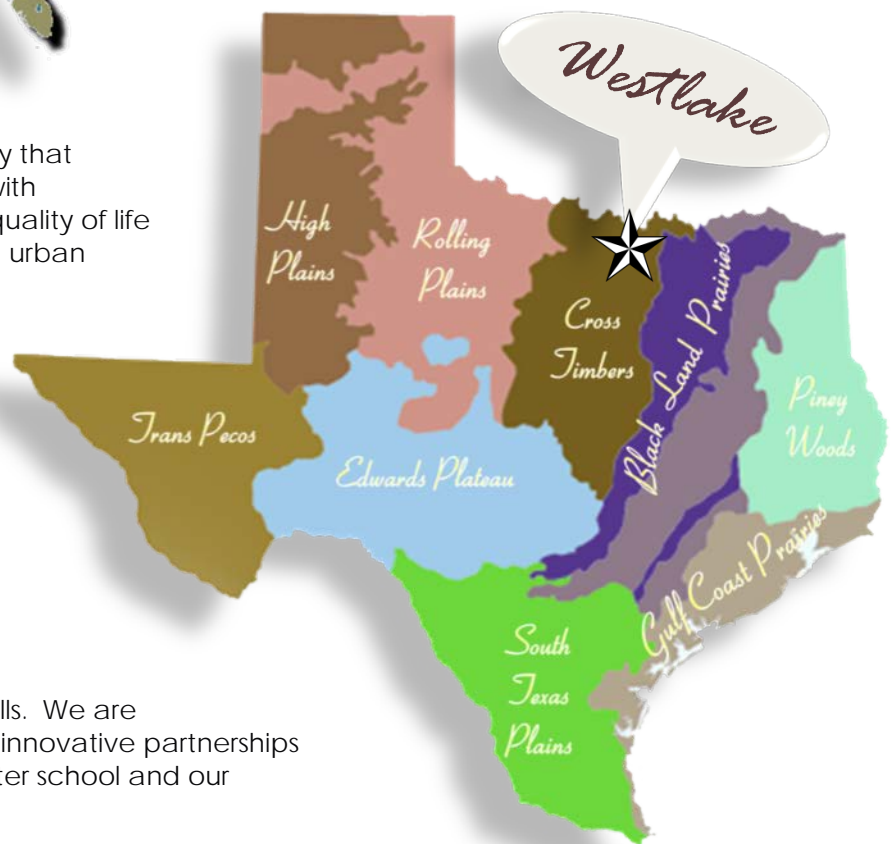 Westlake
y that
with
quality of life
urban
High
Plains
Rolling
Plains
Cross
Timbers
Black Land Prairies
Piney
Woods
Trans Pecos
Edwards Plateau
Gulf Coast Prairies
South
Texas
Plains
lls. We are
innovative partnerships
ter school and our